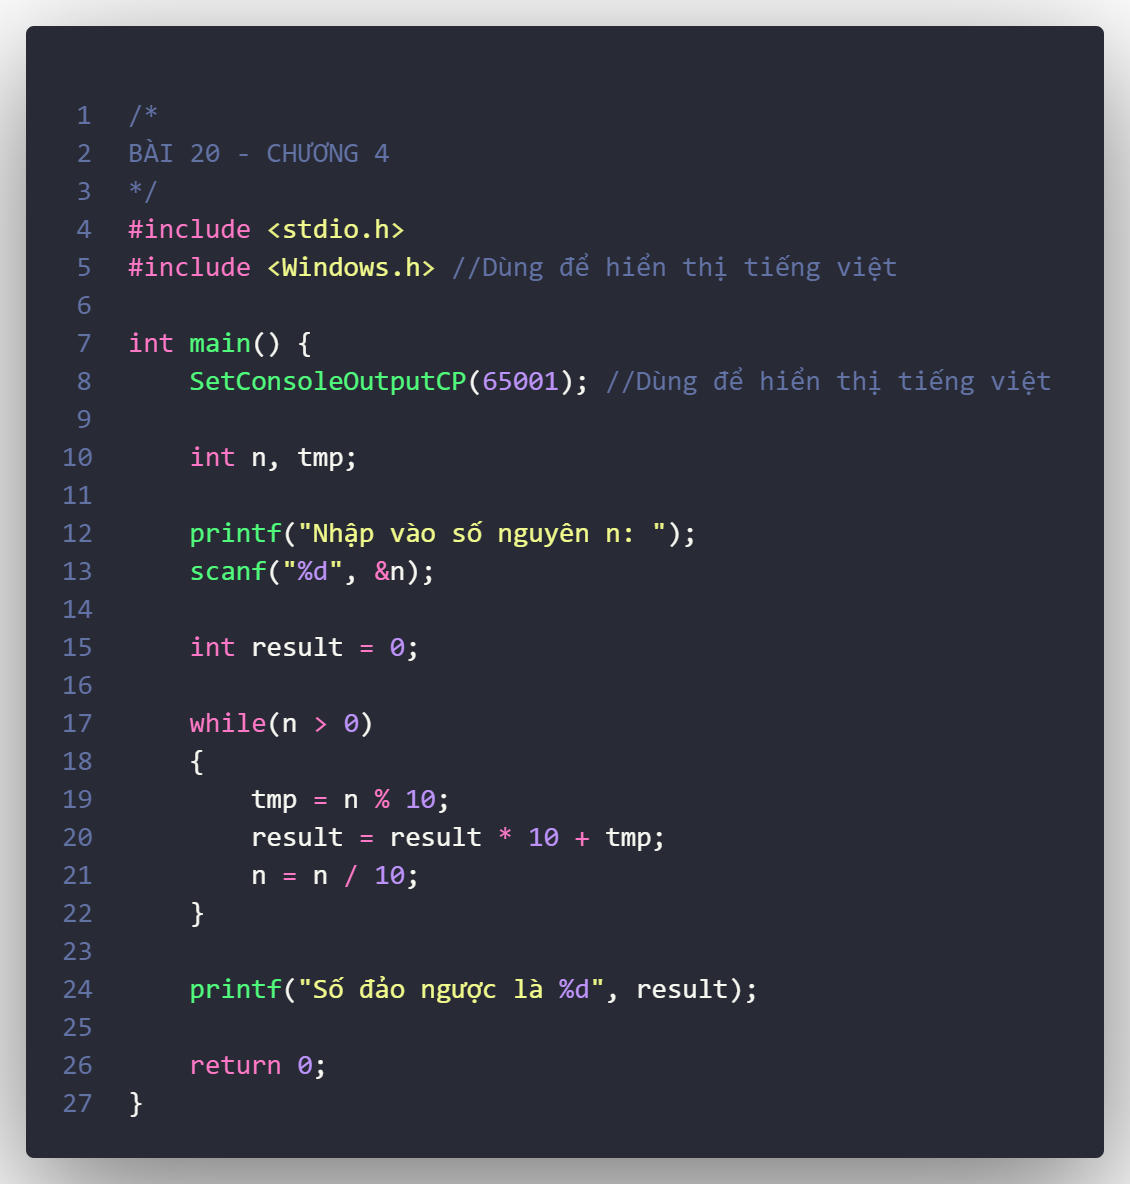 1 /*
2 BÀI 20 - CHƯƠNG 4
3 */
4 #include <stdio.h>
5 #include <Windows.h> //Dùng để hiển thị tiếng việt
6
7 int main() {
8     SetConsoleOutputCP(65001); //Dùng để hiển thị tiếng việt
9
10     int n, tmp;
11
12     printf("Nhập vào số nguyên n: ");
13     scanf("%d", &n);
14
15     int result = 0;
16
17     while(n > 0)
18     {
19         tmp = n % 10;
20         result = result * 10 + tmp;
21         n = n / 10;
22     }
23
24     printf("Số đảo ngược là %d", result);
25
26     return 0;
27 }